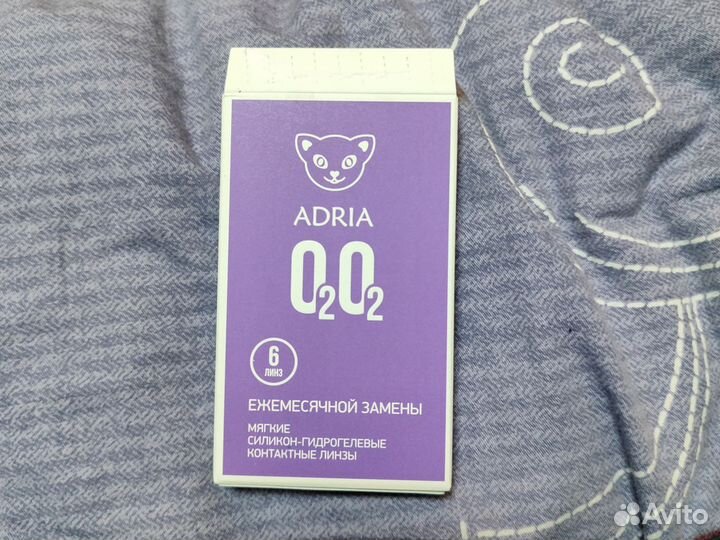 ADRIA
O₂O₂
6
ЛИНЗ
ЕЖЕМЕСЯЧНОЙ ЗАМЕНЫ
МЯГКИЕ
СИЛИКОН-ГИДРОГЕЛЕВЫЕ
КОНТАКТНЫЕ ЛИНЗЫ
Avito